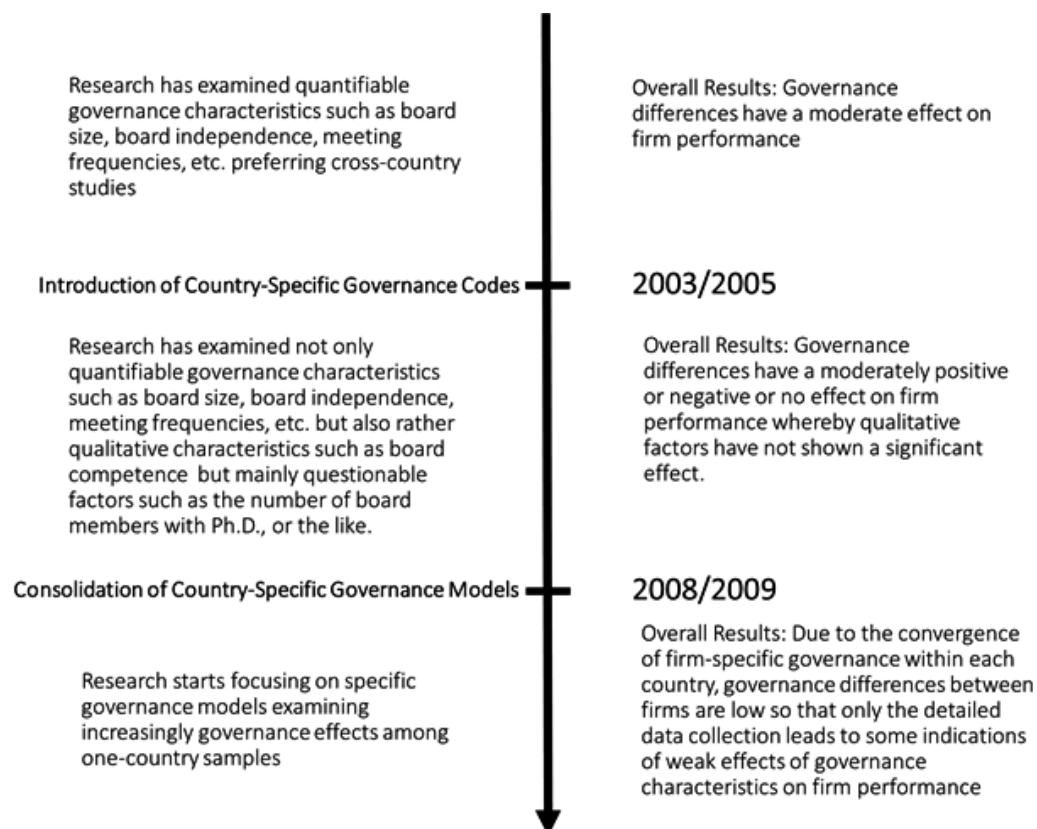 Research has examined quantifiable
governance characteristics such as board
size, board independence, meeting
frequencies, etc. preferring cross-country
studies
Overall Results: Governance
differences have a moderate effect on
firm performance
Introduction of Country-Specific Governance Codes
2003/2005
Research has examined not only
quantifiable governance characteristics
such as board size, board independence,
meeting frequencies, etc. but also rather
qualitative characteristics such as board
competence but mainly questionable
factors such as the number of board
members with Ph.D., or the like.
Overall Results: Governance
differences have a moderately positive
or negative or no effect on firm
performance whereby qualitative
factors have not shown a significant
effect.
Consolidation of Country-Specific Governance Models
2008/2009
Research starts focusing on specific
governance models examining
increasingly governance effects among
one-country samples
Overall Results: Due to the convergence
of firm-specific governance within each
country, governance differences between
firms are low so that only the detailed
data collection leads to some indications
of weak effects of governance
characteristics on firm performance